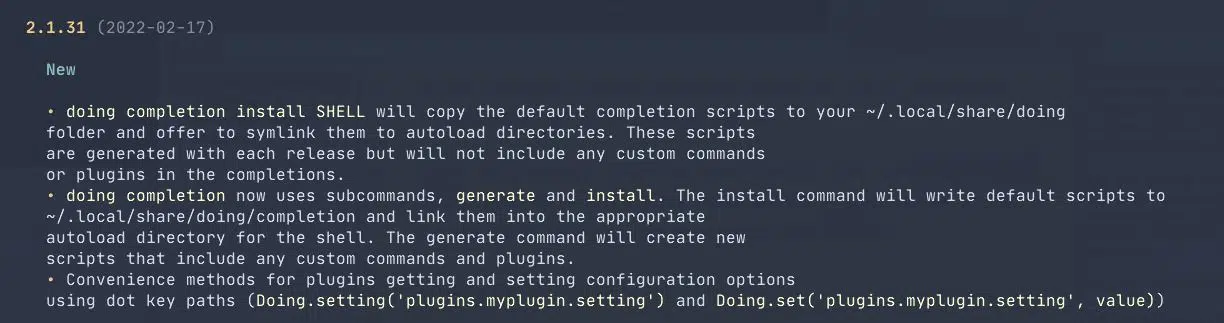 2.1.31 (2022-02-17)
New
• doing completion install SHELL will copy the default completion scripts to your ~/.local/share/doing
folder and offer to symlink them to autoload directories. These scripts
are generated with each release but will not include any custom commands
or plugins in the completions.
• doing completion now uses subcommands, generate and install. The install command will write default scripts to
~/.local/share/doing/completion and link them into the appropriate
autoload directory for the shell. The generate command will create new
scripts that include any custom commands and plugins.
• Convenience methods for plugins getting and setting configuration options
using dot key paths (Doing.setting('plugins.myplugin.setting') and Doing.set('plugins.myplugin.setting', value))